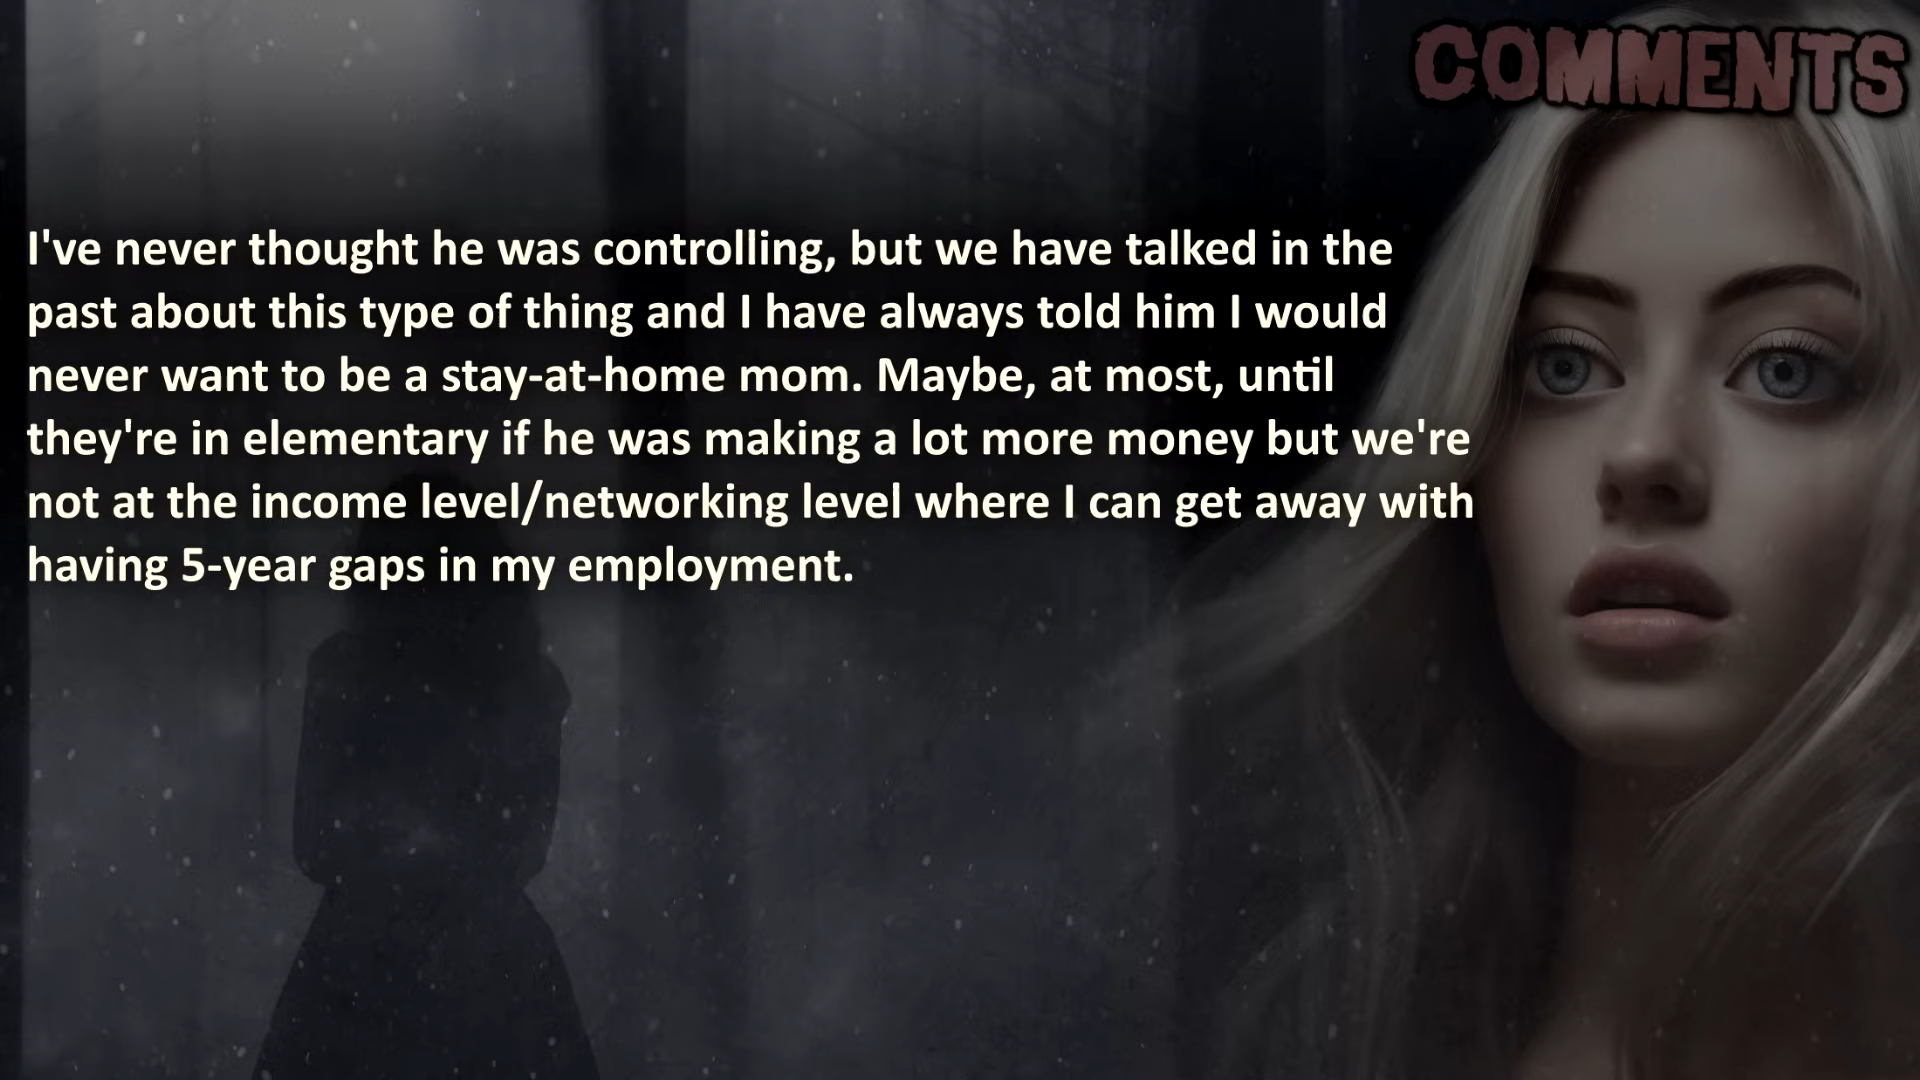 COMMENTS
I've never thought he was controlling, but we have talked in the
past about this type of thing and I have always told him I would
never want to be a stay-at-home mom. Maybe, at most, until
they're in elementary if he was making a lot more money but we're
not at the income level/networking level where I can get away with
having 5-year gaps in my employment.